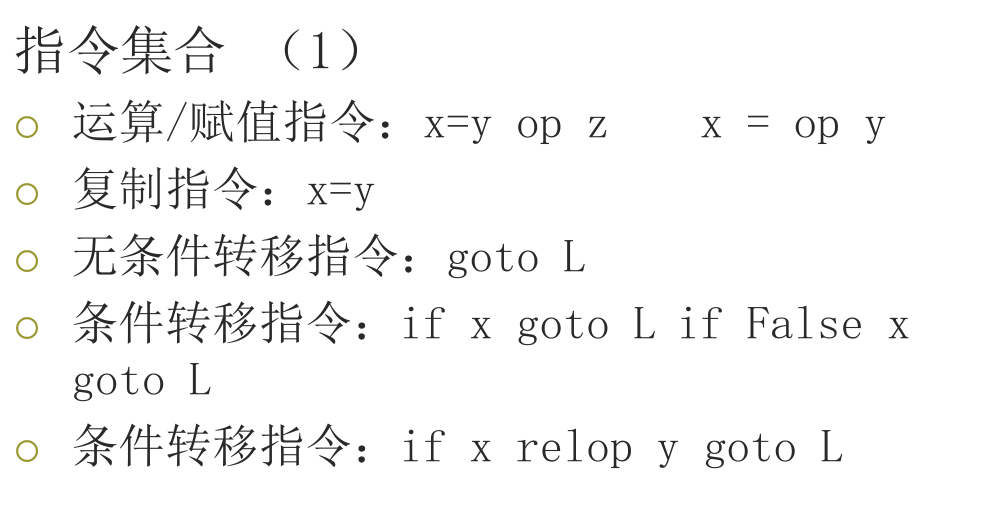 指令集合 （1）
运算/赋值指令：x=y op z    x = op y
复制指令：x=y
无条件转移指令：goto L
条件转移指令：if x goto L if False x
goto L
条件转移指令：if x relop y goto L